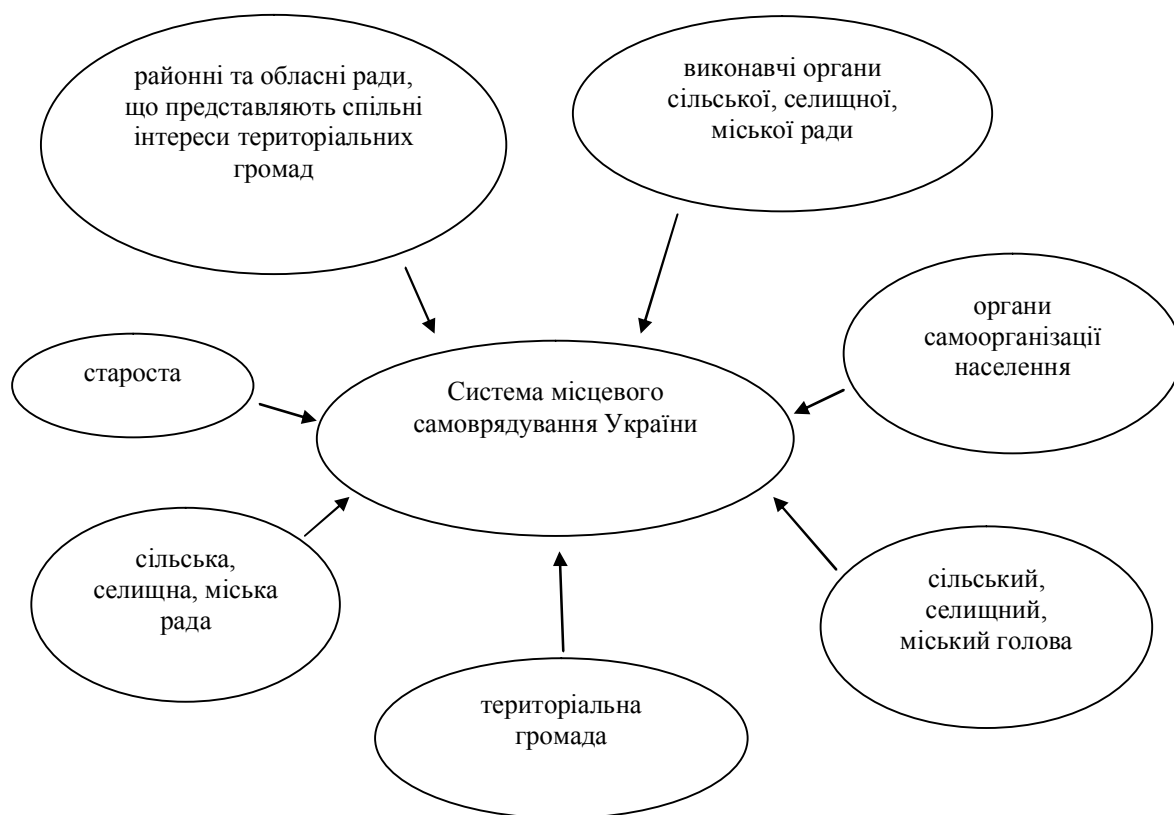 районні та обласні ради,
що представляють спільні
інтереси територіальних
громад
виконавчі органи
сільської, селищної,
міської ради
органи
самоорганізації
населення
староста
Система місцевого
самоврядування України
сільська,
селищна, міська
рада
сільський,
селищний,
міський голова
територіальна
громада